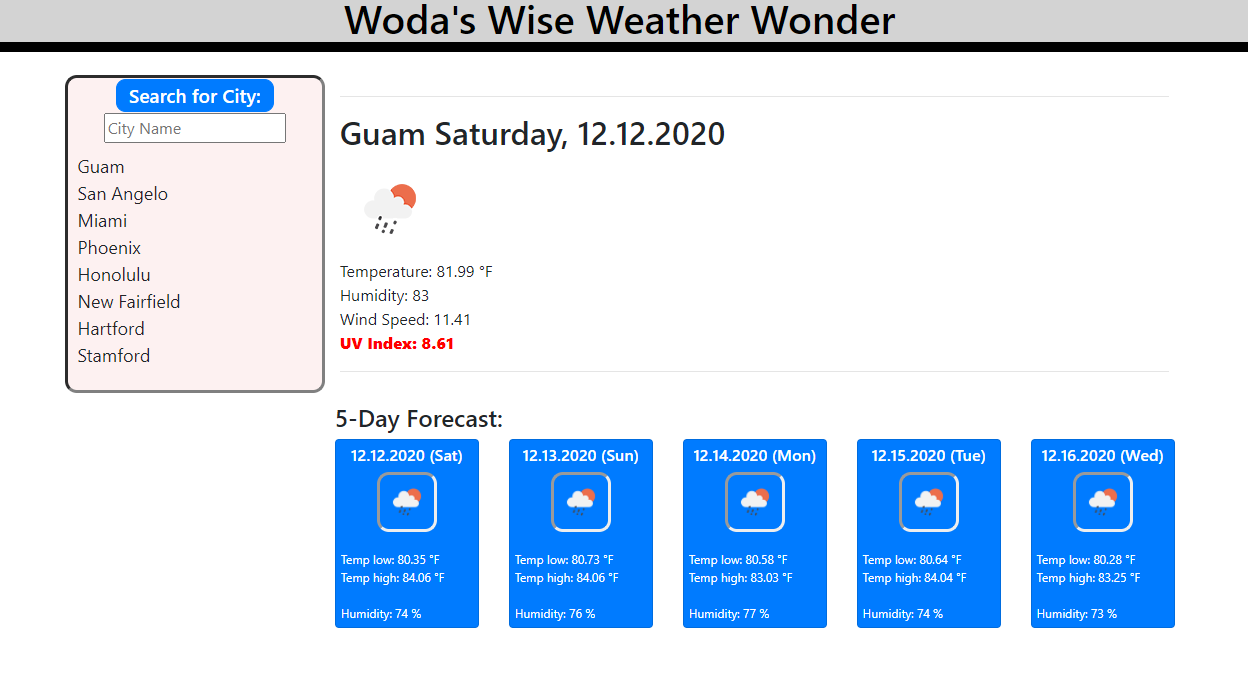 Woda's Wise Weather Wonder
Search for City:
City Name
Guam
San Angelo
Miami
Phoenix
Honolulu
New Fairfield
Hartford
Stamford
Guam Saturday, 12.12.2020
Temperature: 81.99 °F
Humidity: 83
Wind Speed: 11.41
UV Index: 8.61
5-Day Forecast:
12.12.2020 (Sat)
Temp low: 80.35 °F
Temp high: 84.06 °F
Humidity: 74 %
12.13.2020 (Sun)
Temp low: 80.73 °F
Temp high: 84.06 °F
Humidity: 76 %
12.14.2020 (Mon)
Temp low: 80.58 °F
Temp high: 83.03 °F
Humidity: 77 %
12.15.2020 (Tue)
Temp low: 80.64 °F
Temp high: 84.04 °F
Humidity: 74 %
12.16.2020 (Wed)
Temp low: 80.28 °F
Temp high: 83.25 °F
Humidity: 73 %